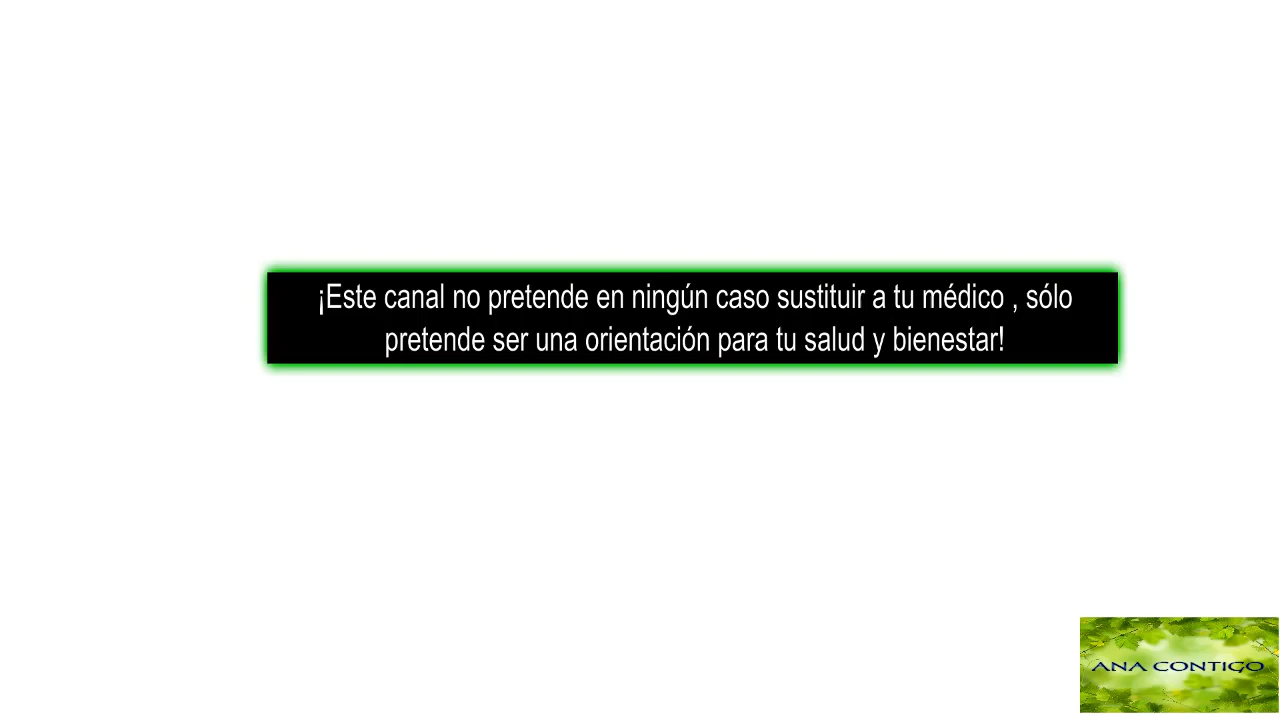 ¡Este canal no pretende en ningún caso sustituir a tu médico , sólo
pretende ser una orientación para tu salud y bienestar!
ANA CONTIGO